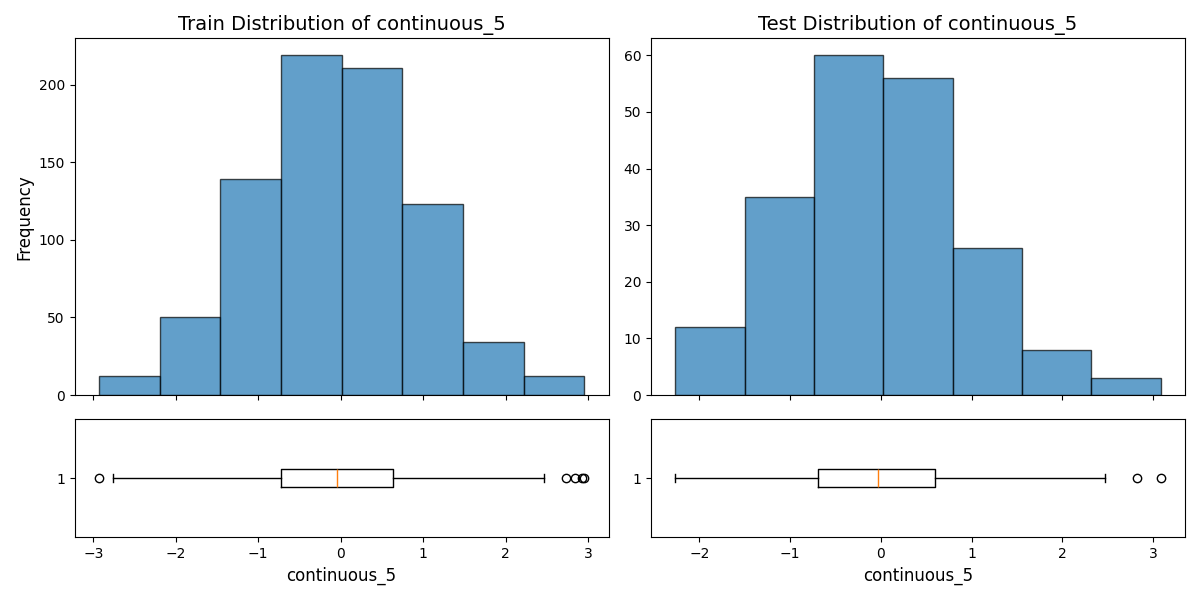 Train Distribution of continuous_5
Test Distribution of continuous_5
Frequency
200
150
100
50
0
60
50
40
30
20
10
0
1
1
−3 −2 −1 0 1 2 3
−2 −1 0 1 2 3
continuous_5
continuous_5